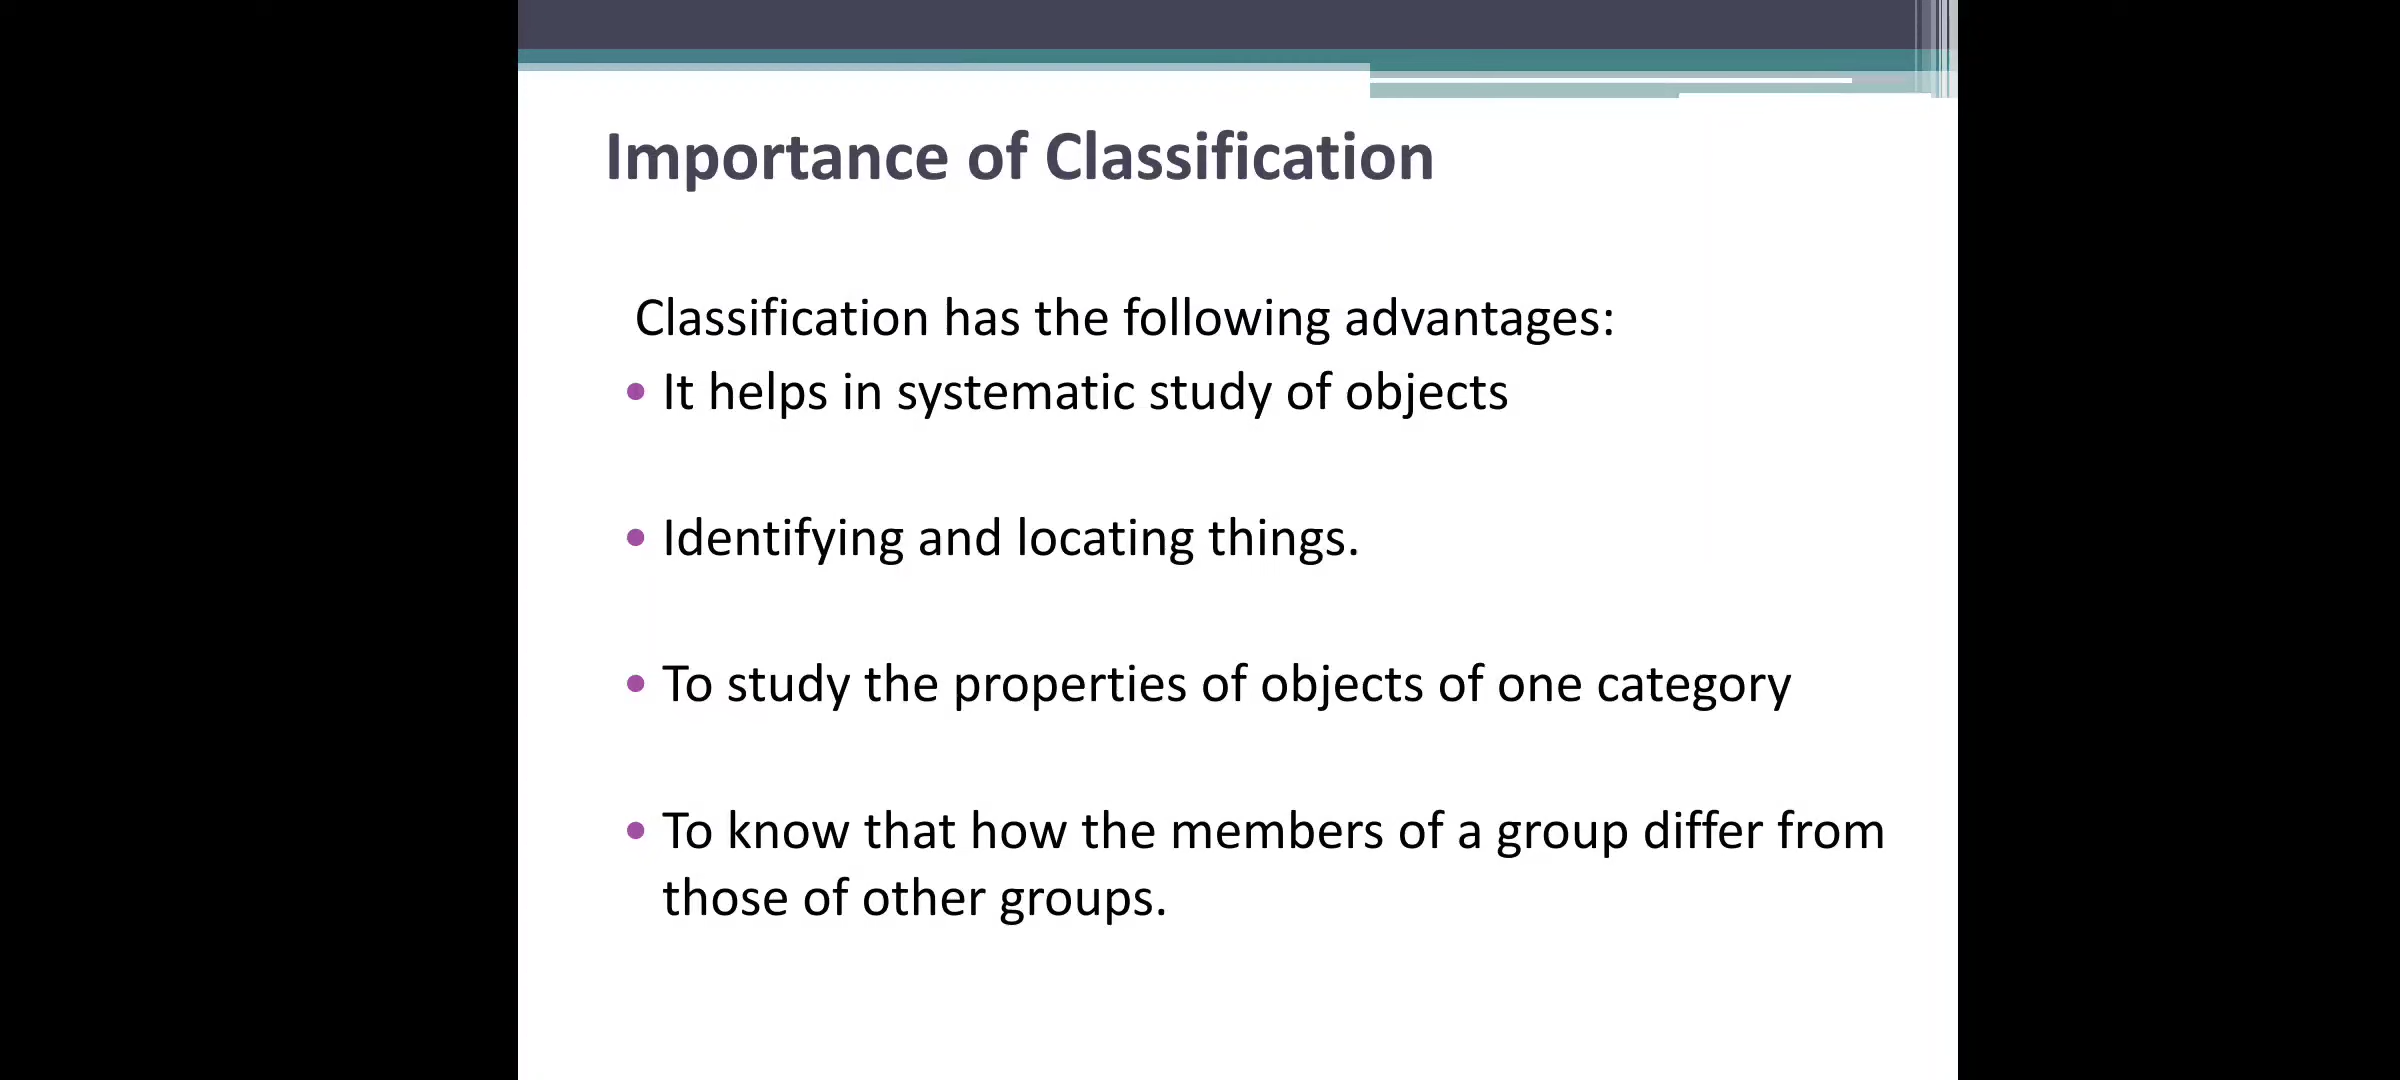 Importance of Classification
Classification has the following advantages:
• It helps in systematic study of objects
• Identifying and locating things.
• To study the properties of objects of one category
• To know that how the members of a group differ from
those of other groups.